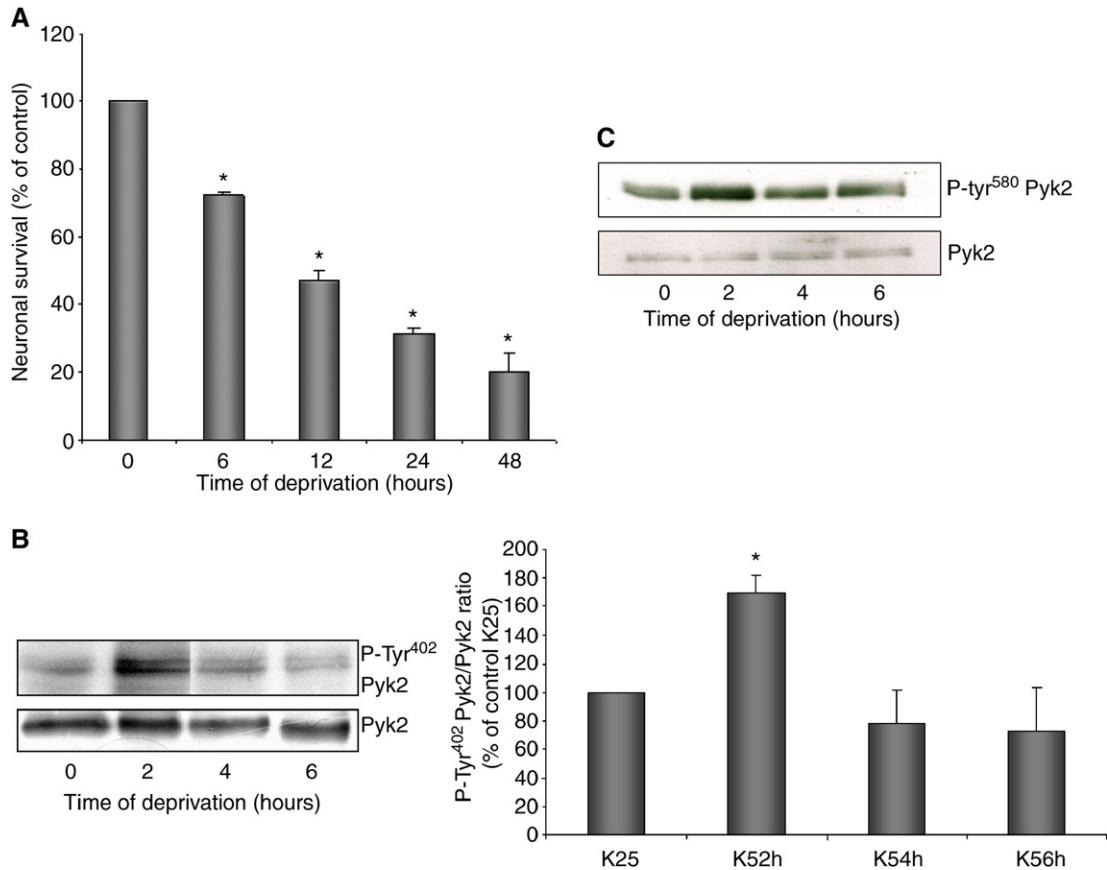 A
120
100
80
60
40
20
0
Neuronal survival (% of control)
*
*
*
*
0 6 12 24 48
Time of deprivation (hours)
C
P-tyr580 Pyk2
Pyk2
0 2 4 6
Time of deprivation (hours)
B
P-Tyr402
Pyk2
Pyk2
0 2 4 6
Time of deprivation (hours)
200
180
160
140
120
100
80
60
40
20
0
P-Tyr402 Pyk2/Pyk2 ratio
(% of control K25)
*
K25 K52h K54h K56h